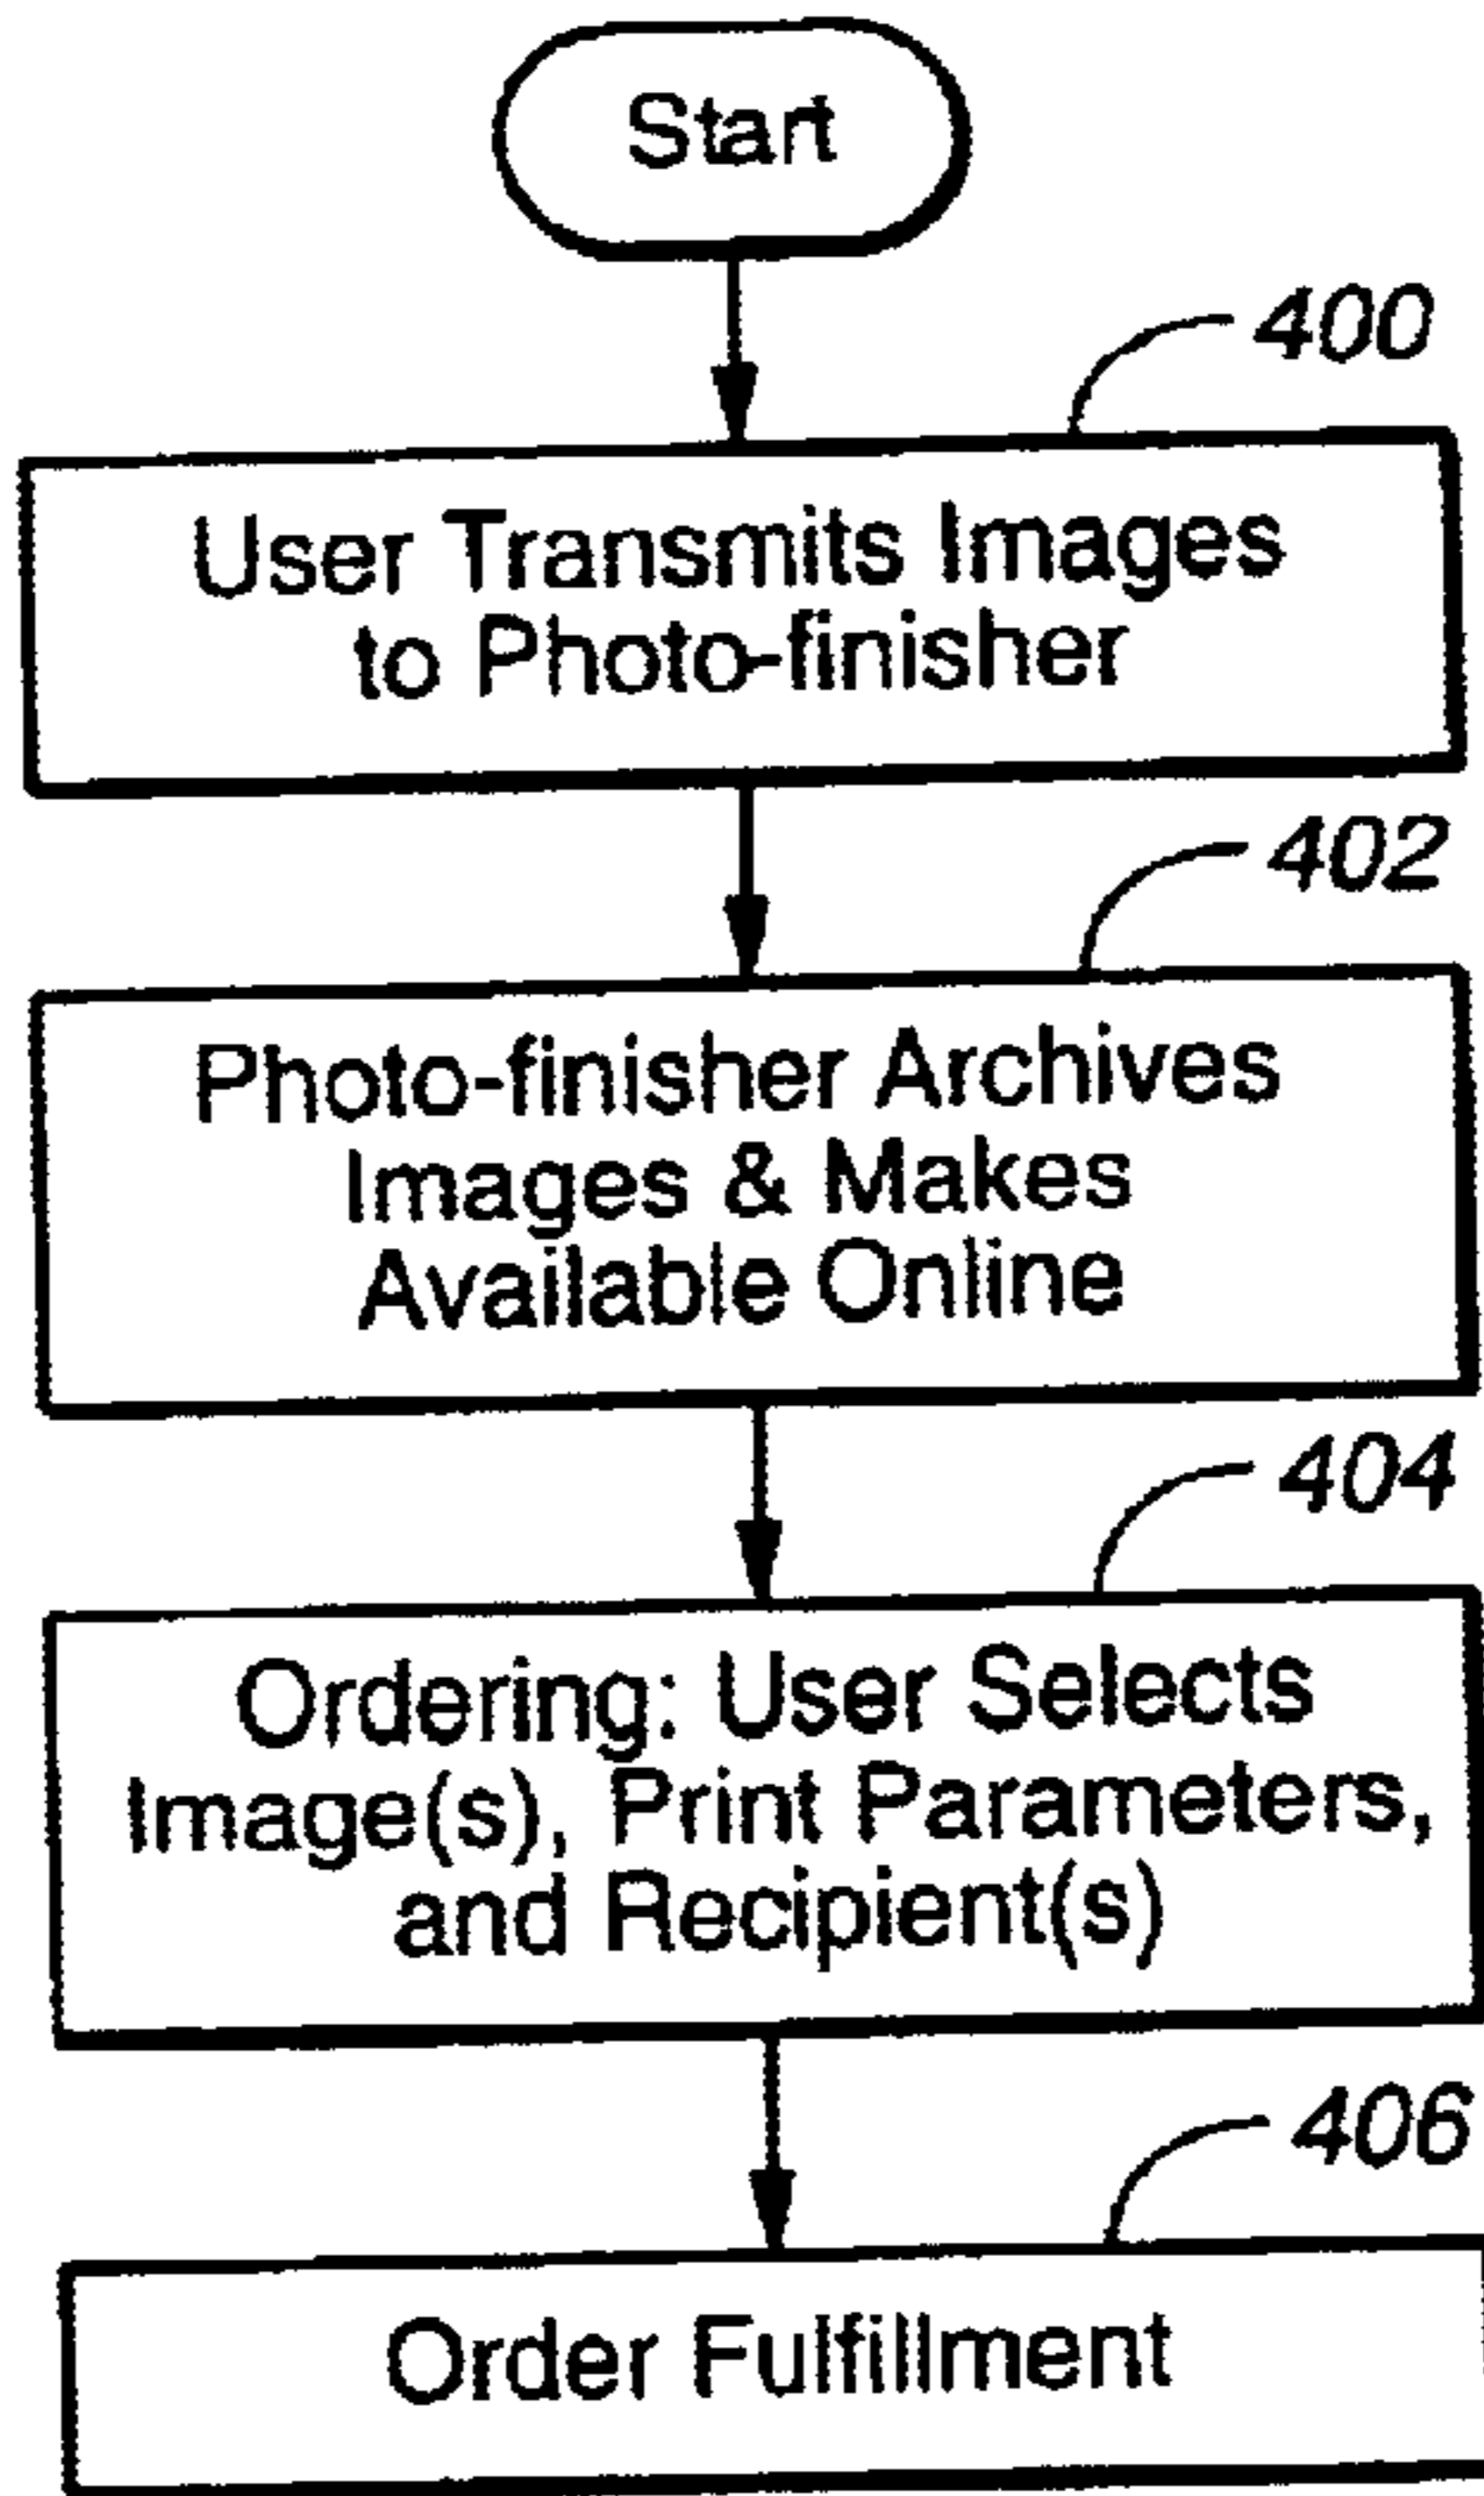 Start
400
User Transmits Images
to Photo-finisher
402
Photo-finisher Archives
Images & Makes
Available Online
404
Ordering: User Selects
Image(s), Print Parameters,
and Recipient(s)
406
Order Fulfillment